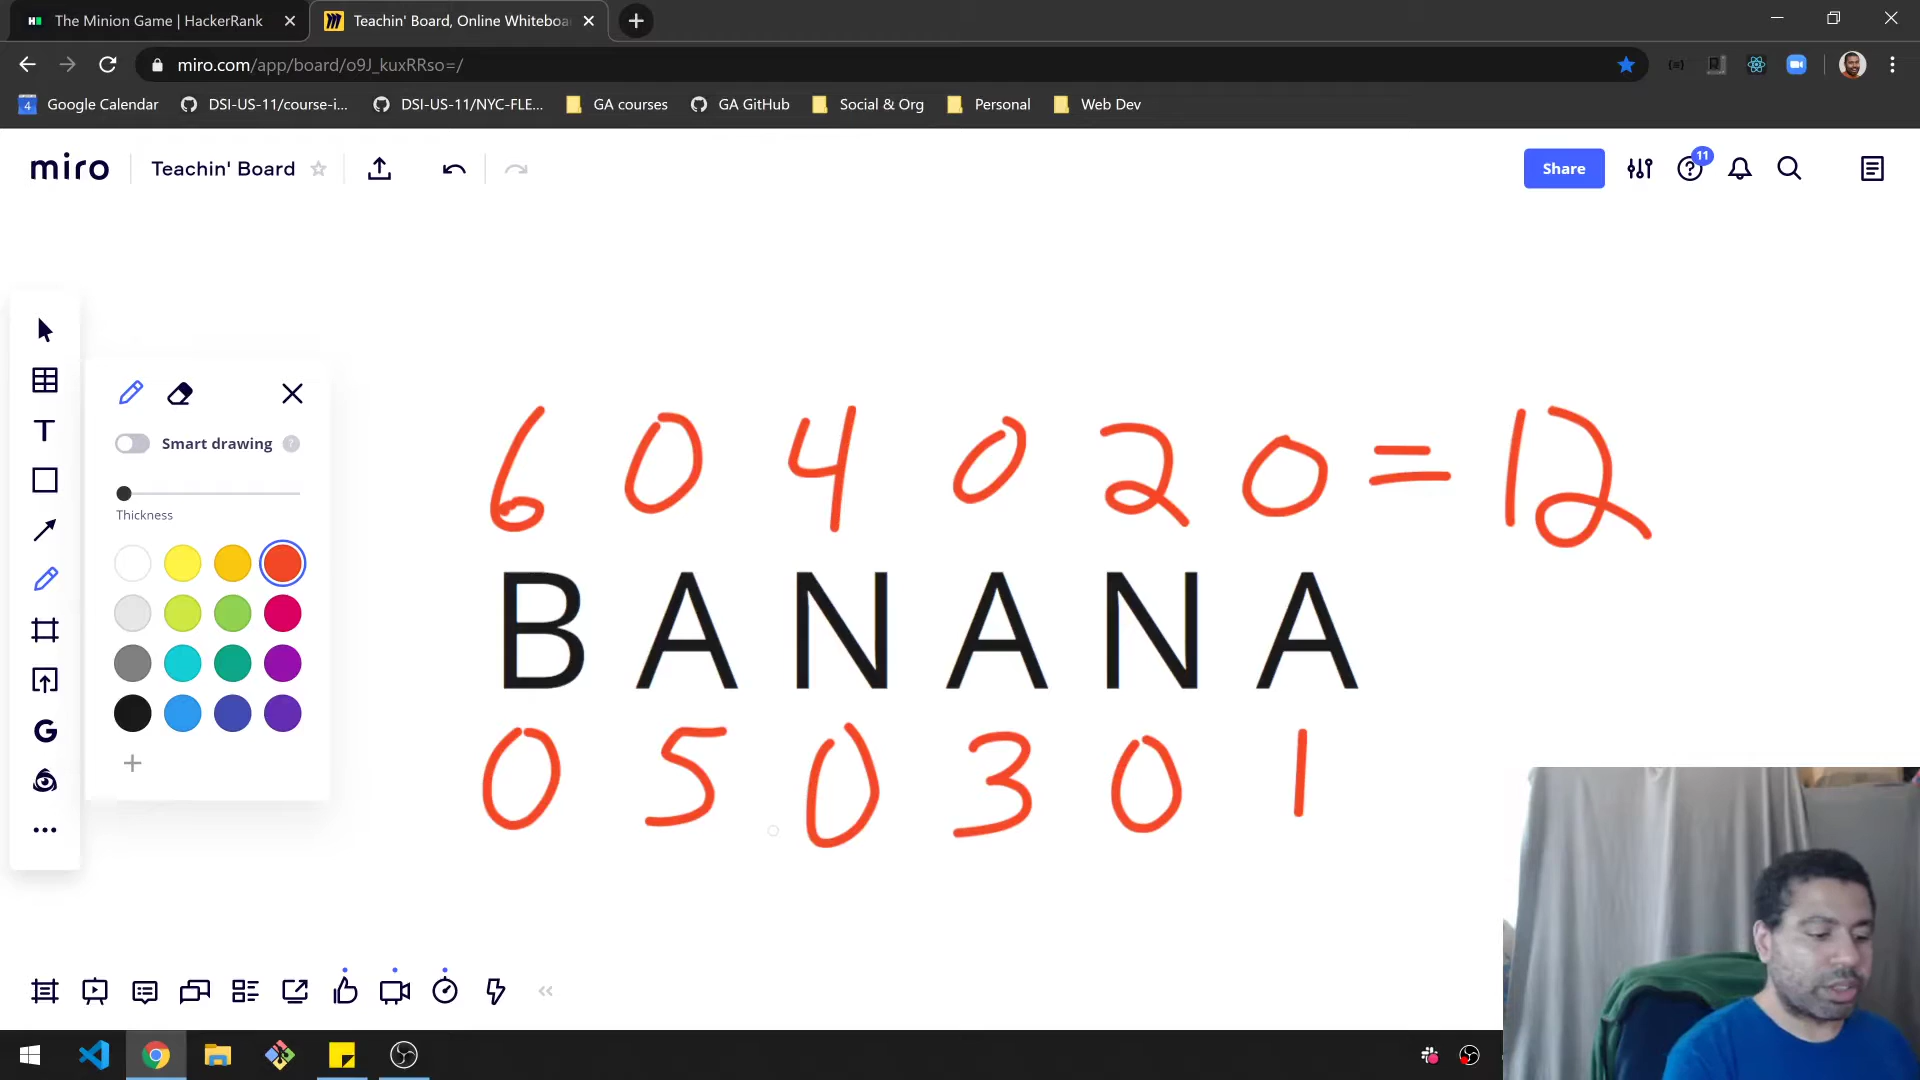 The Minion Game | HackerRank
Teachin' Board, Online Whiteboa
miro.com/app/board/o9J_kuxRRso=/
4 Google Calendar DSI-US-11/course-i... DSI-US-11/NYC-FLE... GA courses GA GitHub Social & Org Personal Web Dev
miro Teachin' Board Share 11
Smart drawing ?
Thickness
6 0 4 0 2 0 = 12
BANANA
0 5 0 3 0 1